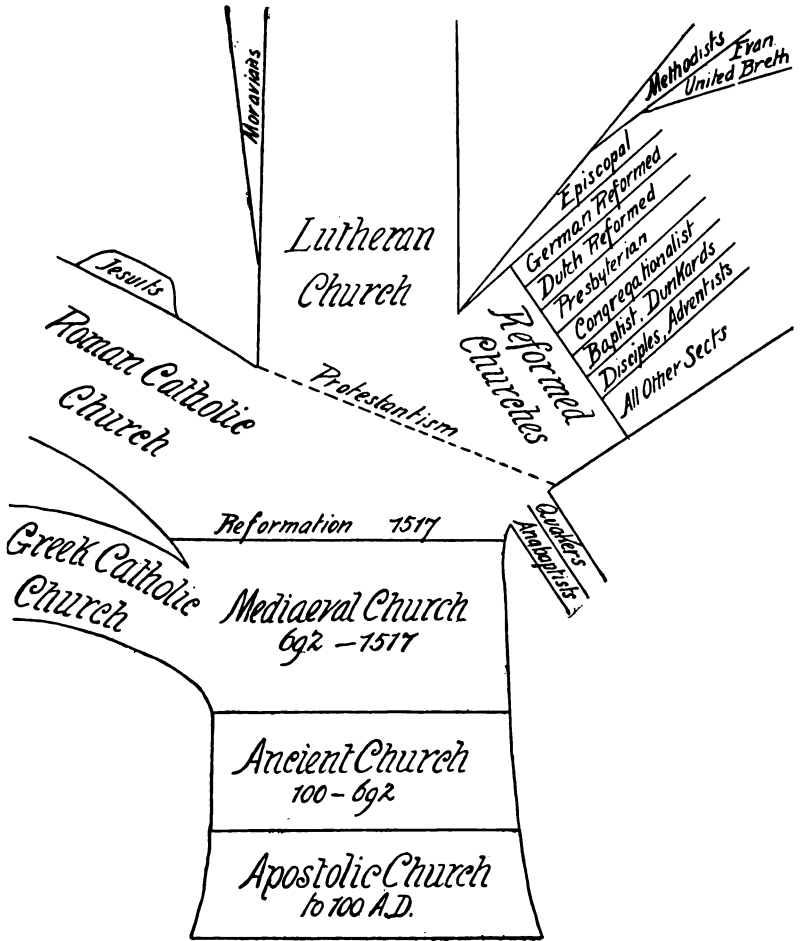 Moravians
Methodists
Evan.
United Breth
Lutheran
Church
Episcopal
German Reformed
Dutch Reformed
Presbyterian
Congregationalist
Baptist, Dunkards
Disciples, Adventists
All Other Sects
Reformed
Churches
Jesuits
Roman Catholic
Church
Protestantism
Reformation 1517
Quakers
Anabaptists
Greek Catholic
Church
Mediaeval Church
692 – 1517
Ancient Church
100 – 692
Apostolic Church
to 100 A.D.